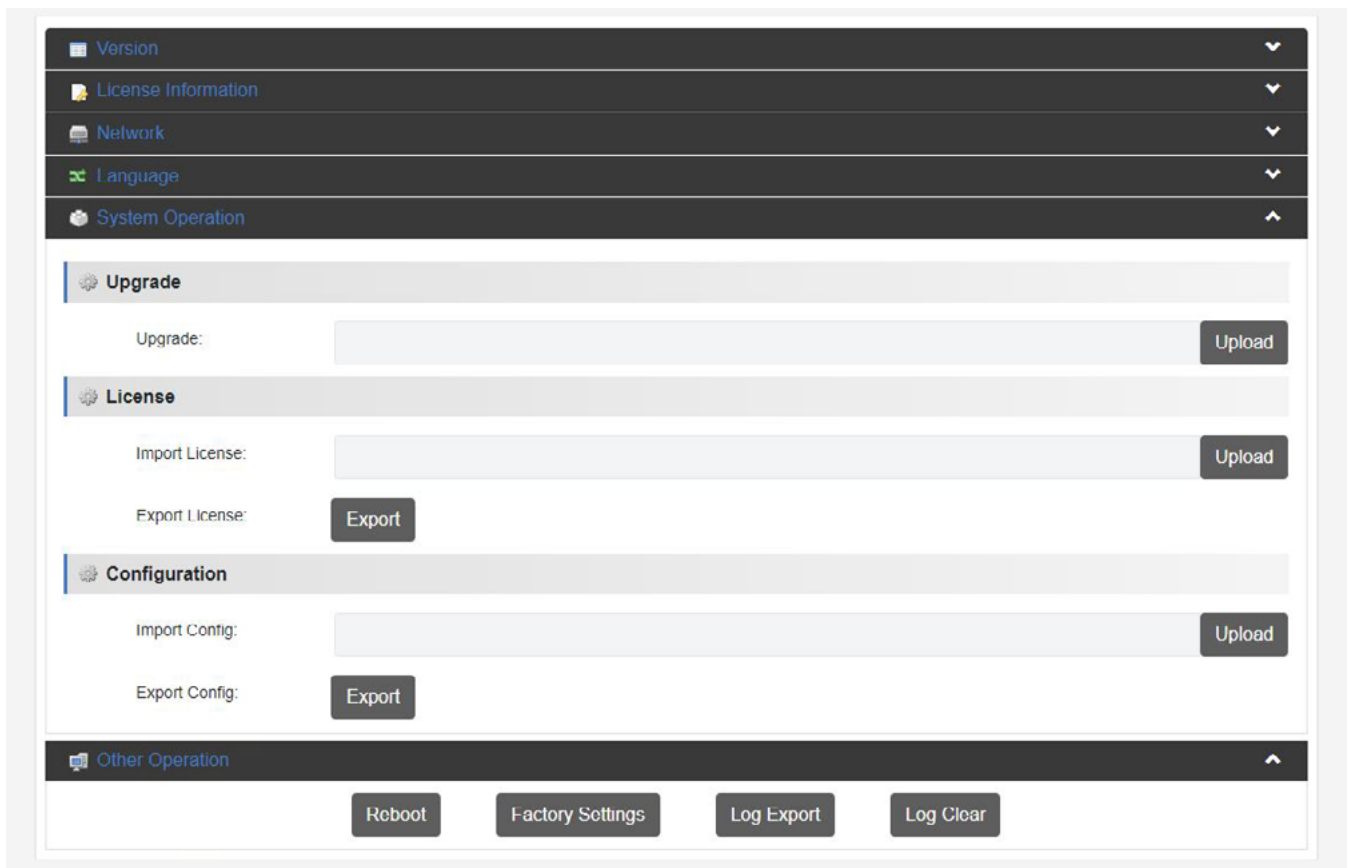 Version
License Information
Network
Language
System Operation
Upgrade
Upgrade: Upload
License
Import License: Upload
Export License: Export
Configuration
Import Config: Upload
Export Config: Export
Other Operation
Reboot Factory Settings Log Export Log Clear